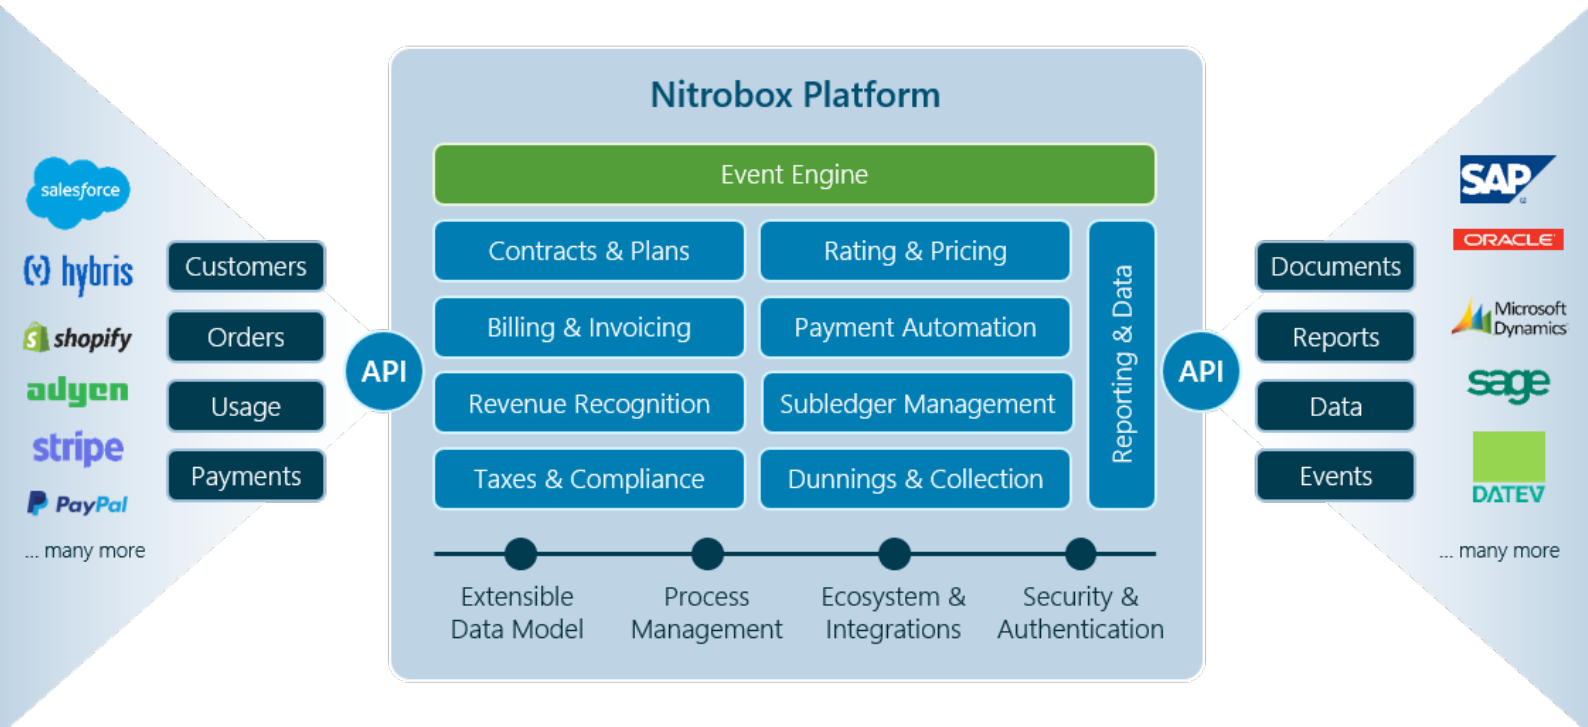 Nitrobox Platform
Event Engine
Contracts & Plans
Rating & Pricing
Billing & Invoicing
Payment Automation
Revenue Recognition
Subledger Management
Taxes & Compliance
Dunnings & Collection
Reporting & Data
Extensible
Data Model
Process
Management
Ecosystem &
Integrations
Security &
Authentication
salesforce
(y) hybris
shopify
adyen
stripe
PayPal
... many more
Customers
Orders
Usage
Payments
API
API
Documents
Reports
Data
Events
SAP
ORACLE
Microsoft
Dynamics
sage
DATEV
... many more